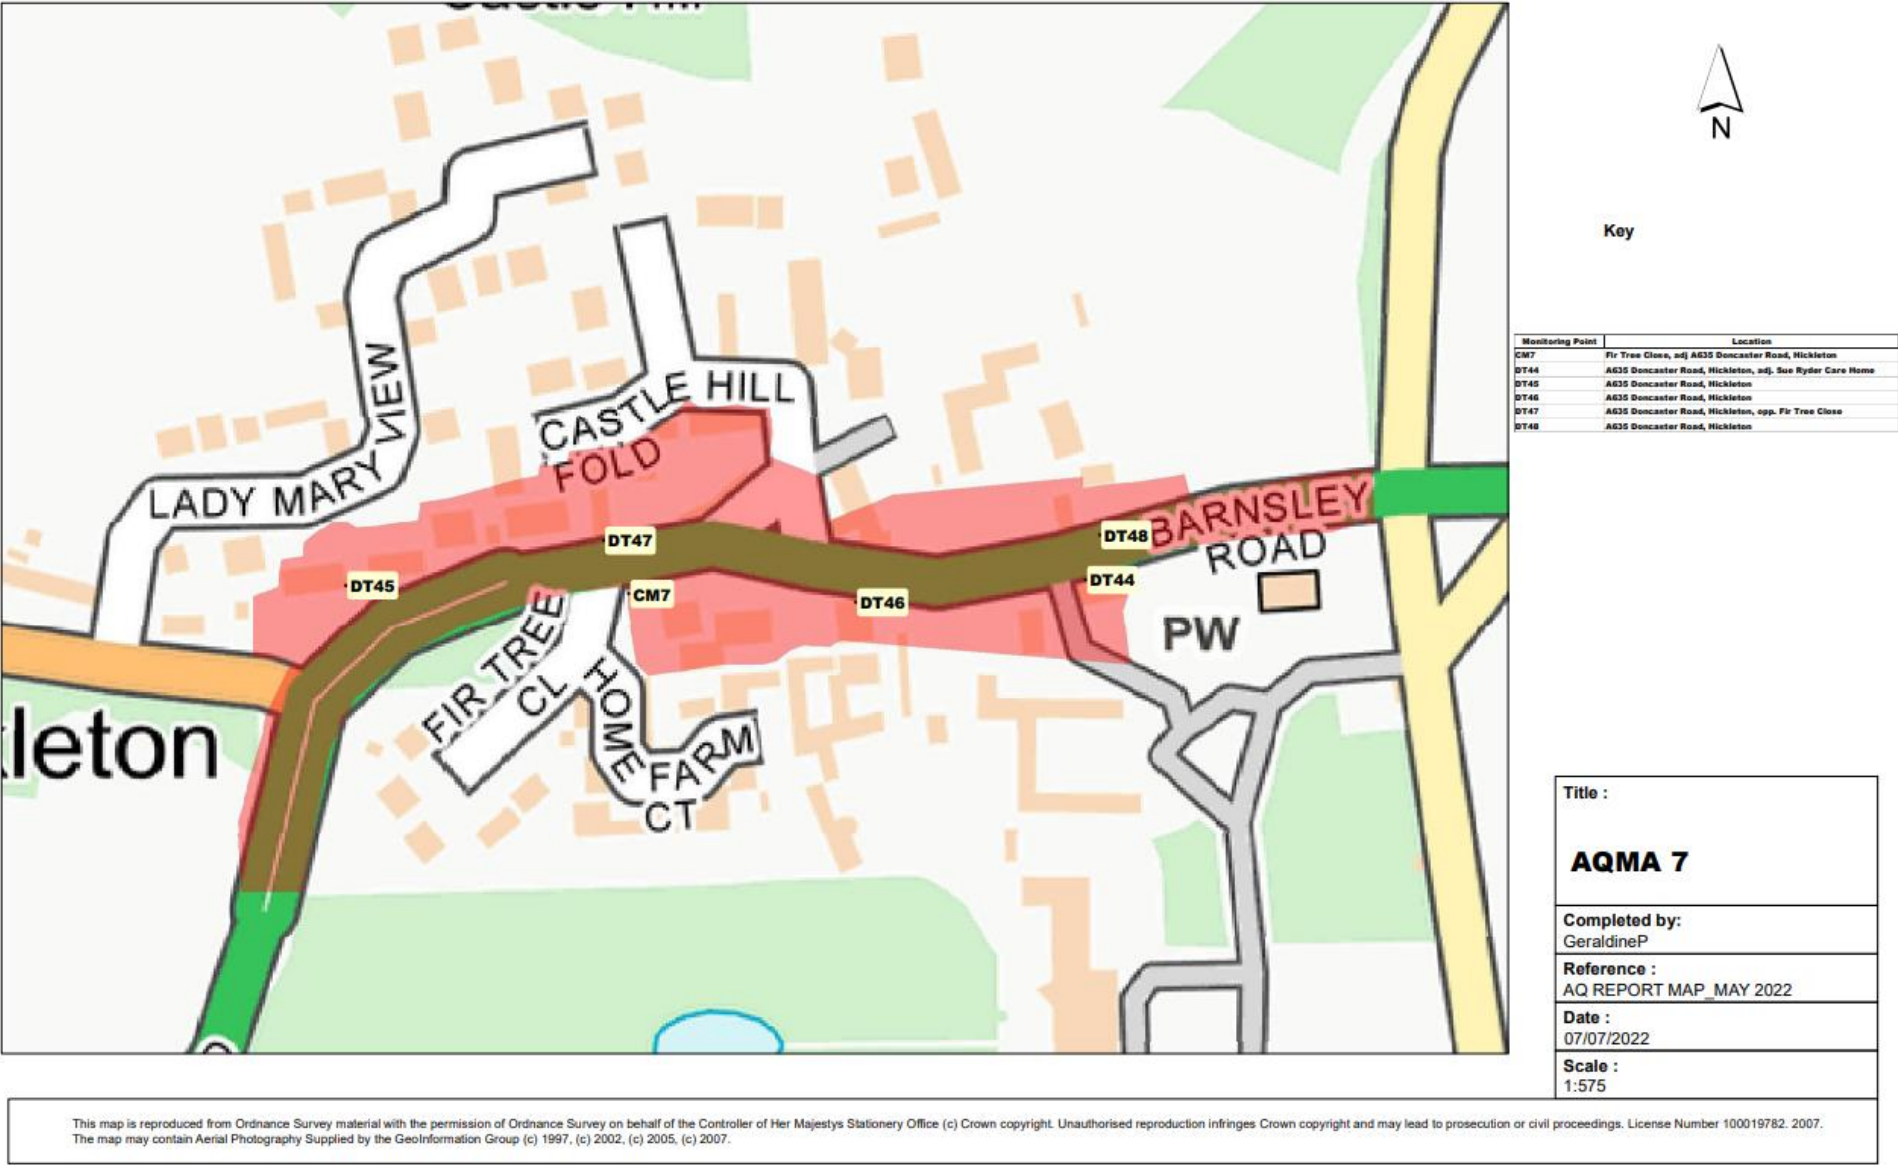 Castle Hill
N
Key
Monitoring Point Location
CM7 Fir Tree Close, adj A635 Doncaster Road, Hickleton
DT44 A635 Doncaster Road, Hickleton, adj. Sue Ryder Care Home
DT45 A635 Doncaster Road, Hickleton
DT46 A635 Doncaster Road, Hickleton
DT47 A635 Doncaster Road, Hickleton, opp. Fir Tree Close
DT48 A635 Doncaster Road, Hickleton
LADY MARY VIEW
CASTLE HILL
FOLD
BARNSLEY
ROAD
DT47
DT48
DT45
CM7
DT46
DT44
PW
FIR TREE
CL
HOME FARM
CT
kleton
Title :
AQMA 7
Completed by:
GeraldineP
Reference :
AQ REPORT MAP_MAY 2022
Date :
07/07/2022
Scale :
1:575
This map is reproduced from Ordnance Survey material with the permission of Ordnance Survey on behalf of the Controller of Her Majestys Stationery Office (c) Crown copyright. Unauthorised reproduction infringes Crown copyright and may lead to prosecution or civil proceedings. License Number 100019782. 2007.
The map may contain Aerial Photography Supplied by the GeoInformation Group (c) 1997, (c) 2002, (c) 2005, (c) 2007.